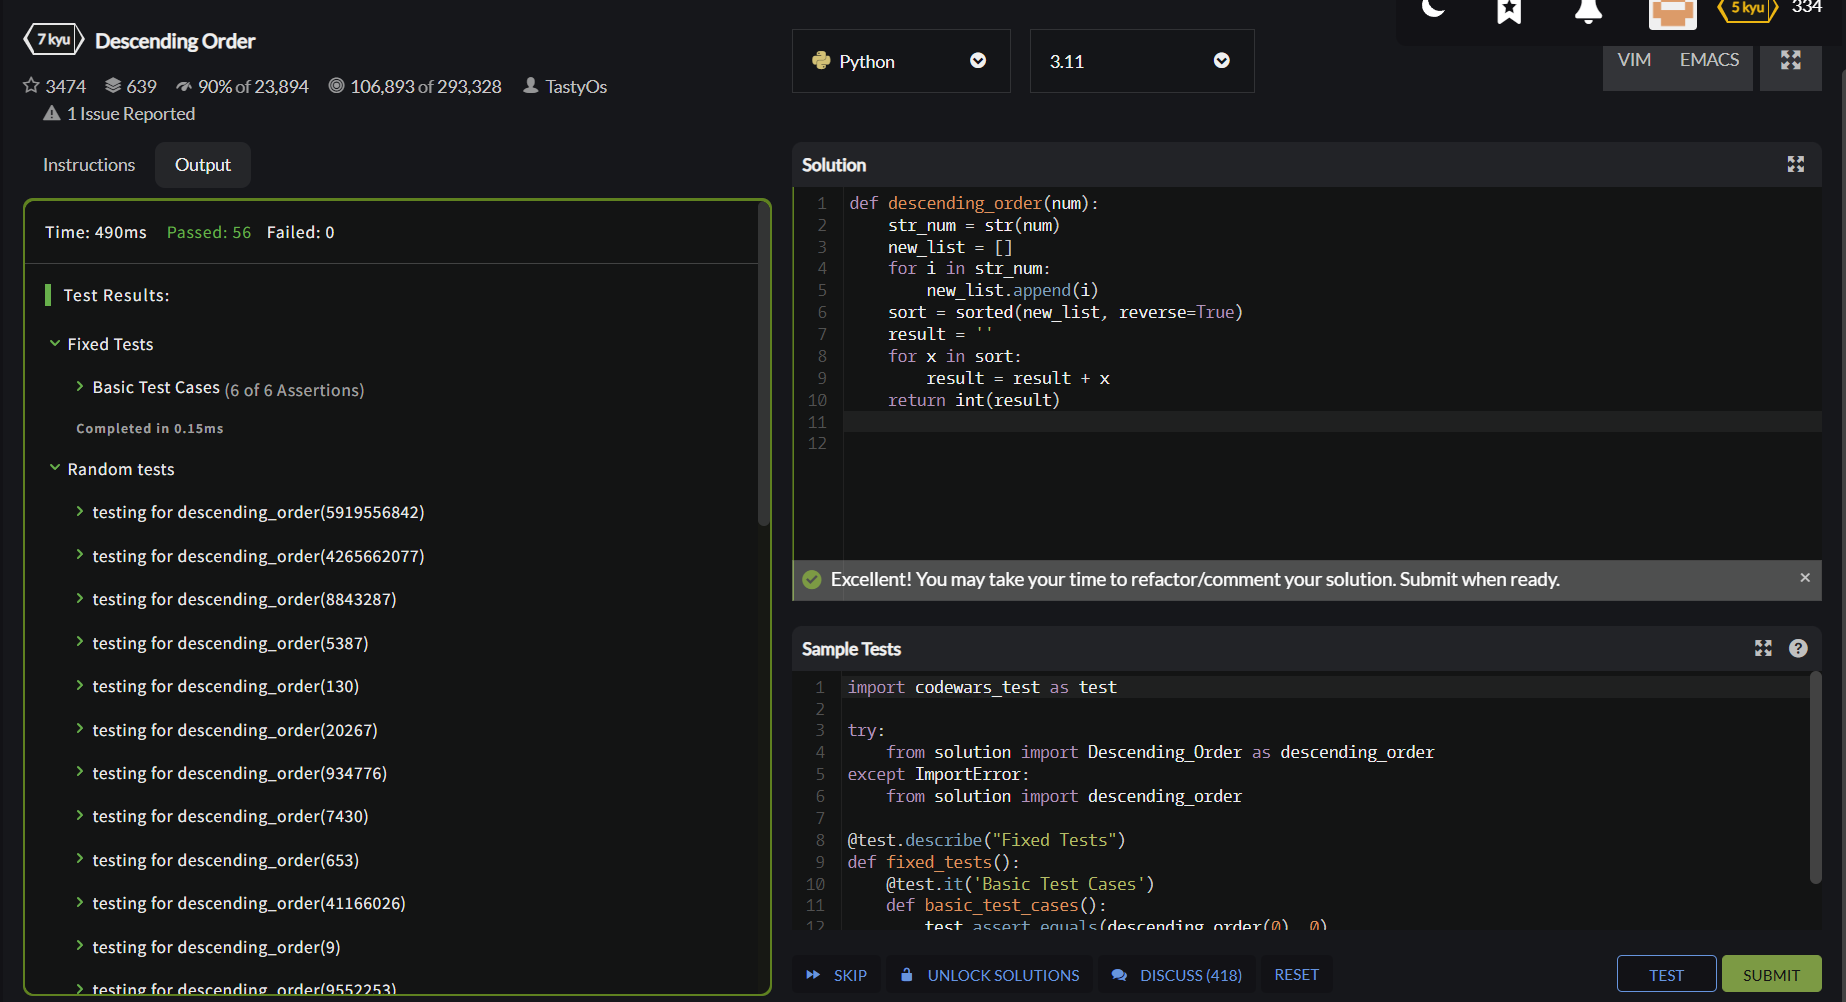 7 kyu Descending Order
3474 639 90% of 23,894 106,893 of 293,328 TastyOs
1 Issue Reported
Instructions Output
Time: 490ms Passed: 56 Failed: 0
Test Results:
Fixed Tests
Basic Test Cases (6 of 6 Assertions)
Completed in 0.15ms
Random tests
testing for descending_order(5919556842)
testing for descending_order(4265662077)
testing for descending_order(8843287)
testing for descending_order(5387)
testing for descending_order(130)
testing for descending_order(20267)
testing for descending_order(934776)
testing for descending_order(7430)
testing for descending_order(653)
testing for descending_order(41166026)
testing for descending_order(9)
testing for descending_order(9552253)
5 kyu 334
Python 3.11 VIM EMACS
Solution
1 def descending_order(num):
2     str_num = str(num)
3     new_list = []
4     for i in str_num:
5         new_list.append(i)
6     sort = sorted(new_list, reverse=True)
7     result = ''
8     for x in sort:
9         result = result + x
10     return int(result)
11
12
Excellent! You may take your time to refactor/comment your solution. Submit when ready. ×
Sample Tests ?
1 import codewars_test as test
2
3 try:
4     from solution import Descending_Order as descending_order
5 except ImportError:
6     from solution import descending_order
7
8 @test.describe("Fixed Tests")
9 def fixed_tests():
10     @test.it('Basic Test Cases')
11     def basic_test_cases():
12         test.assert_equals(descending_order(0), 0)
SKIP UNLOCK SOLUTIONS DISCUSS (418) RESET TEST SUBMIT